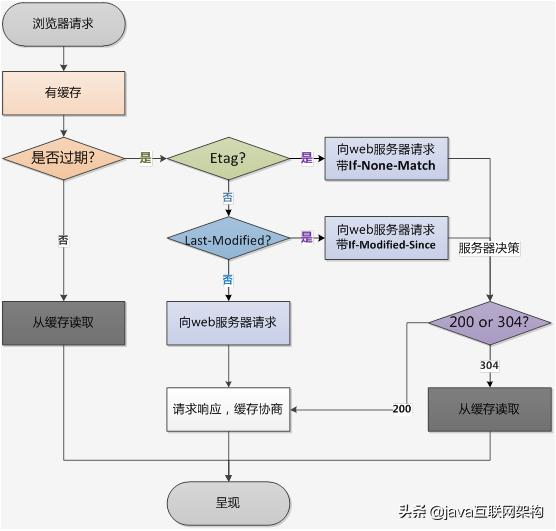 浏览器请求
有缓存
是否过期?
是
Etag?
是
向web服务器请求
带If-None-Match
否
否
Last-Modified?
是
向web服务器请求
带If-Modified-Since
服务器决策
否
从缓存读取
向web服务器请求
200 or 304?
304
请求响应，缓存协商
200
从缓存读取
呈现
头条 @java互联网架构